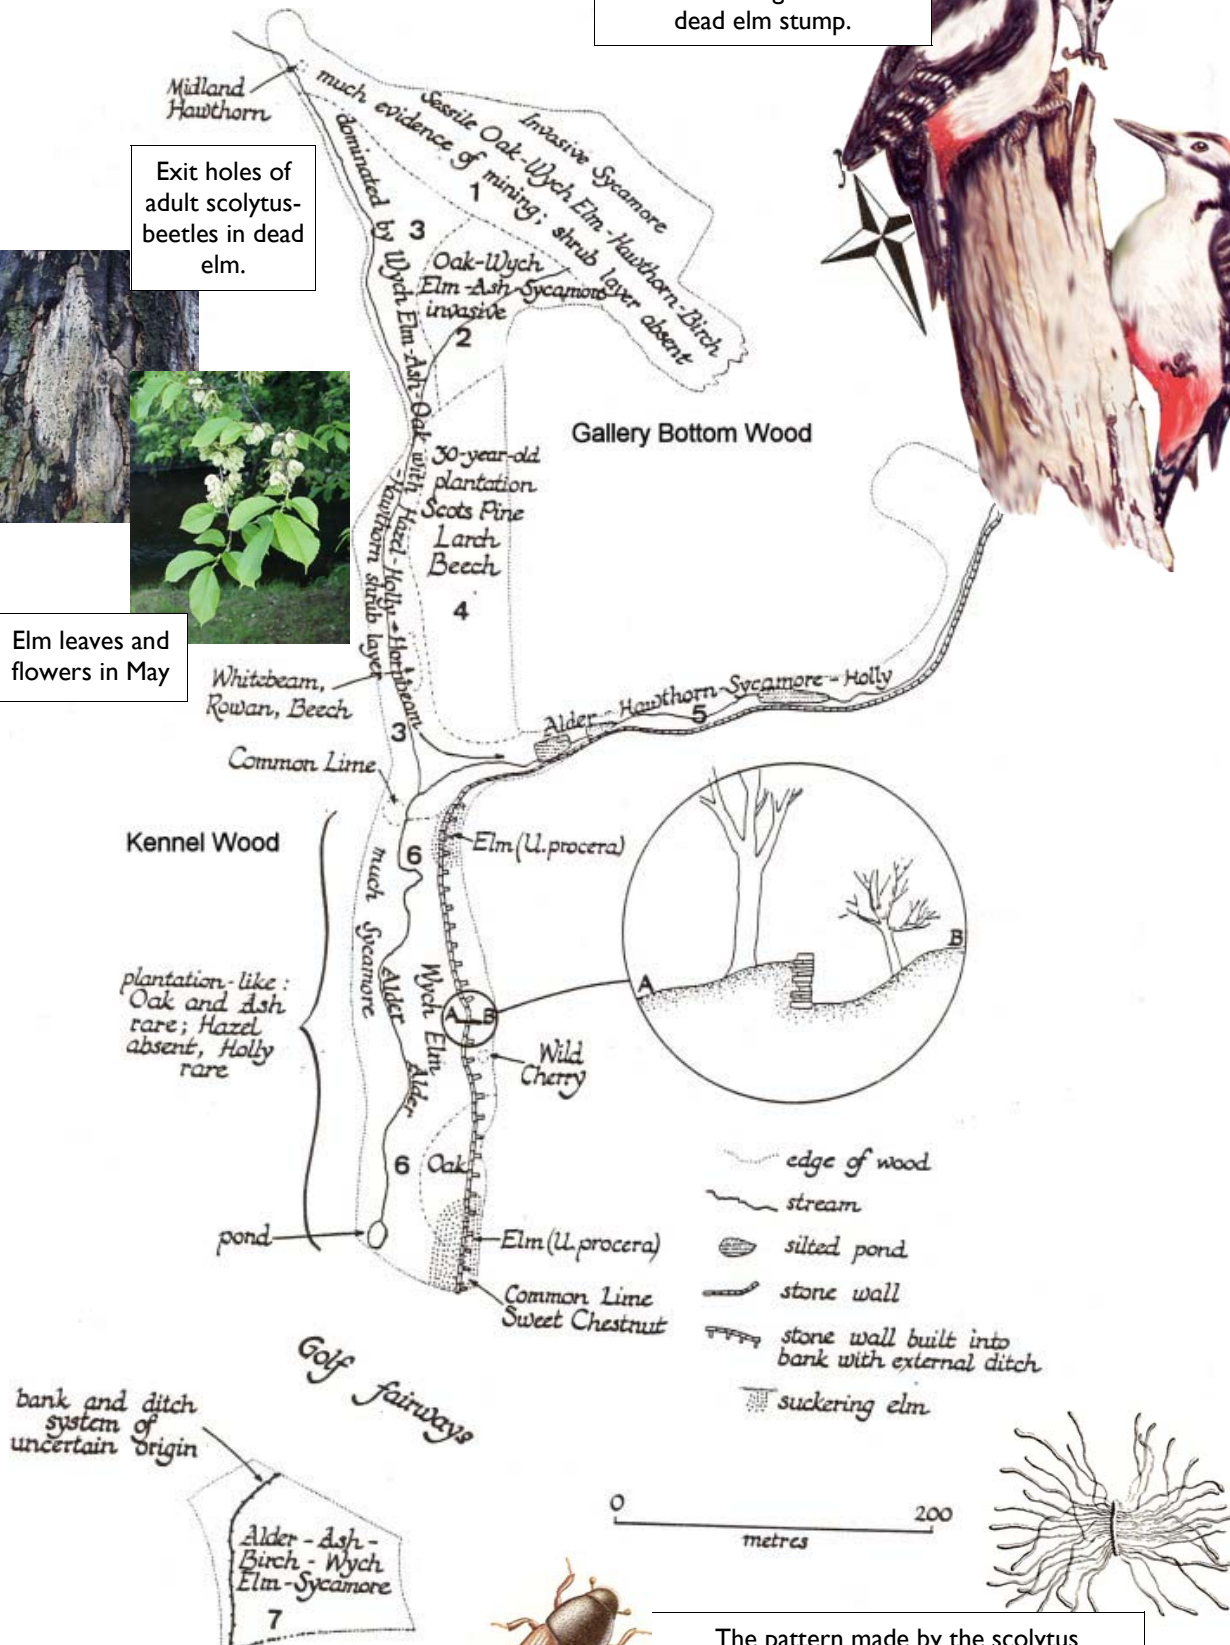 dead elm stump.
Midland
Hawthorn
Exit holes of
adult scolytus-
beetles in dead
elm.
Invasive Sycamore
Sessile Oak-Wych Elm-Hawthorn-Birch
much evidence of mining; shrub layer absent
1
dominated by Wych Elm-Ash-Oak with Hazel-Holly-Hornbeam
-Hawthorn shrub layer
3
Oak-Wych
Elm-Ash-Sycamore
invasive
2
Gallery Bottom Wood
30-year-old
plantation
Scots Pine
Larch
Beech
4
Elm leaves and
flowers in May
Whitebeam,
Rowan, Beech
3
Alder-Hawthorn-Sycamore-Holly
5
Common Lime
Kennel Wood
Elm (U. procera)
6
much Sycamore
Alder
Wych Elm
Alder
plantation-like:
Oak and Ash
rare; Hazel
absent, Holly
rare
A B
A
B
Wild
Cherry
6
Oak
pond
Elm (U. procera)
Common Lime
Sweet Chestnut
edge of wood
stream
silted pond
stone wall
stone wall built into
bank with external ditch
suckering elm
Golf fairways
bank and ditch
system of
uncertain origin
0
200
metres
Alder-Ash-
Birch-Wych
Elm-Sycamore
7
The pattern made by the scolytus